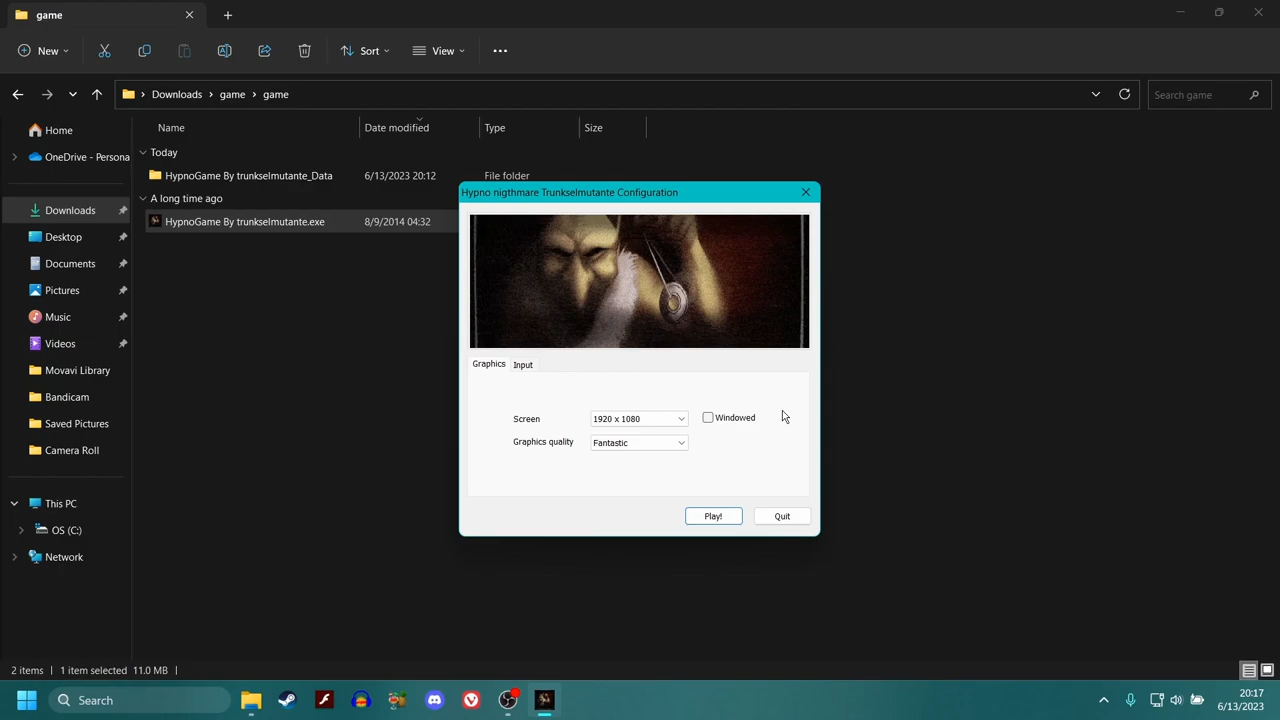 game
New
Sort
View
Downloads
game
game
Search game
Name
Date modified
Type
Size
Home
OneDrive - Persona
Downloads
Desktop
Documents
Pictures
Music
Videos
Movavi Library
Bandicam
Saved Pictures
Camera Roll
This PC
OS (C:)
Network
Today
HypnoGame By trunkselmutante_Data
6/13/2023 20:12
File folder
A long time ago
HypnoGame By trunkselmutante.exe
8/9/2014 04:32
Hypno nigthmare Trunkselmutante Configuration
Graphics
Input
Screen
1920 x 1080
Windowed
Graphics quality
Fantastic
Play!
Quit
2 items
1 item selected 11.0 MB
Search
20:17
6/13/2023